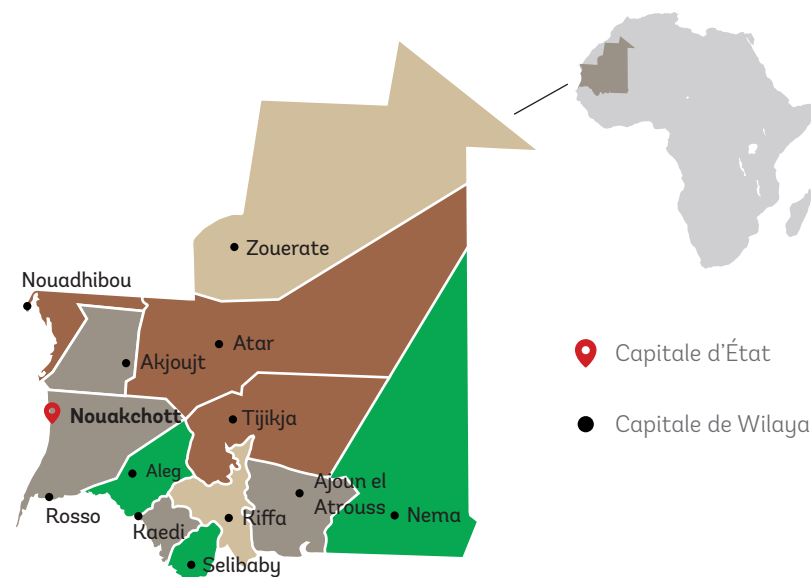 Zouerate
Nouadhibou
Atar
Akjoujt
Nouakchott
Tijikja
Aleg
Ajoun el
Atrouss
Rosso
Kaedi
Kiffa
Nema
Selibaby
Capitale d'État
Capitale de Wilaya